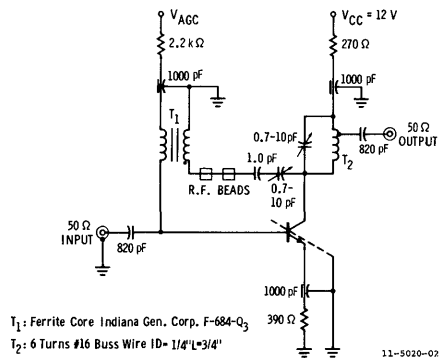 V_AGC
V_CC = 12 V
2.2 k Ω
270 Ω
1000 pF
1000 pF
T₁
0.7-10 pF
50 Ω
OUTPUT
820 pF
T₂
1.0 pF
R.F. BEADS
0.7-
10 pF
50 Ω
INPUT
820 pF
1000 pF
390 Ω
T₁: Ferrite Core Indiana Gen. Corp. F-684-Q₃
T₂: 6 Turns #16 Buss Wire ID= 1/4" L=3/4"
11-5020-02